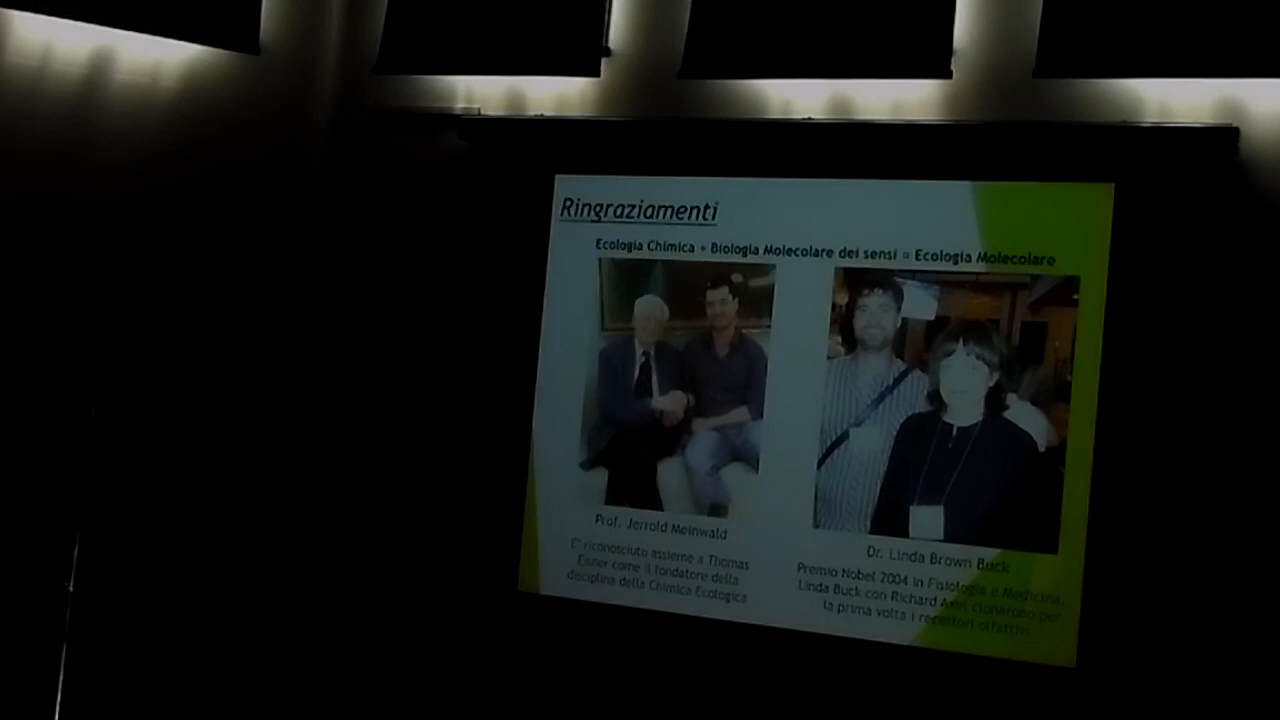 Ringraziamenti
Ecologia Chimica + Biologia Molecolare dei sensi = Ecologia Molecolare
Prof. Jerrold Meinwald
E' riconosciuto assieme a Thomas
Eisner come il fondatore della
disciplina della Chimica Ecologica
Dr. Linda Brown Buck
Premio Nobel 2004 in Fisiologia e Medicina,
Linda Buck con Richard Axel clonarono per
la prima volta i recettori olfattivi